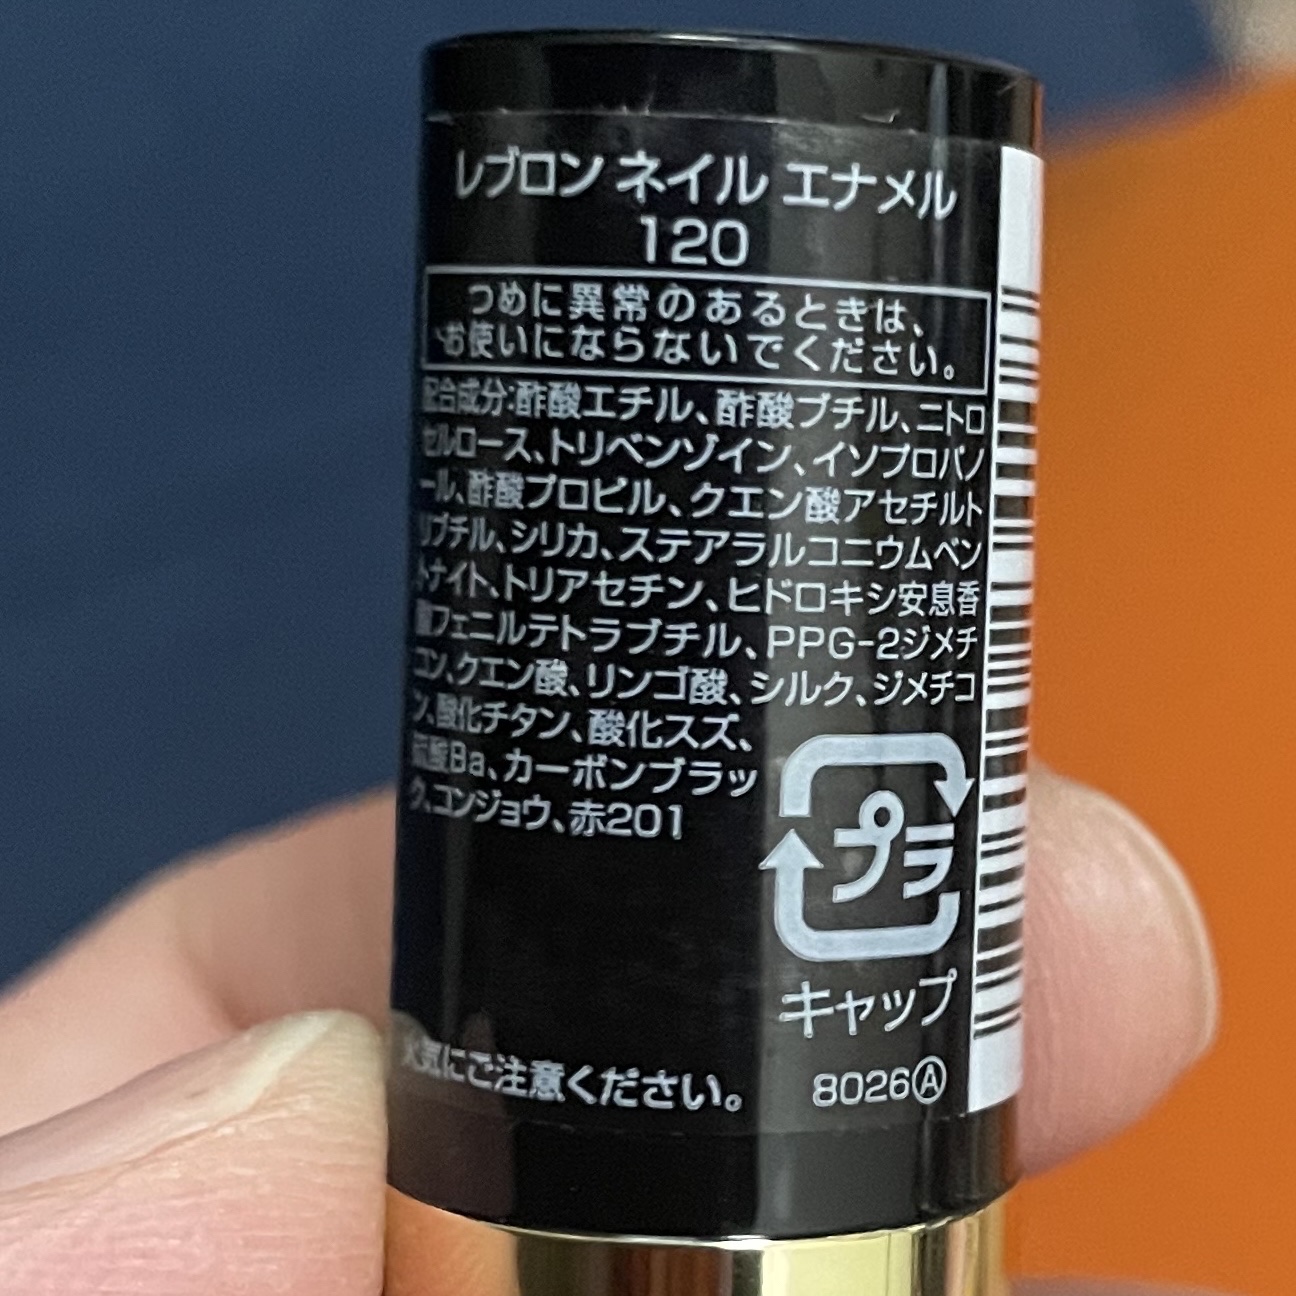 レブロン ネイル エナメル
120
つめに異常のあるときは、
お使いにならないでください。
配合成分:酢酸エチル、酢酸ブチル、ニトロ
セルロース、トリベンゾイン、イソプロパノ
ール、酢酸プロピル、クエン酸アセチルト
リブチル、シリカ、ステアラルコニウムベン
トナイト、トリアセチン、ヒドロキシ安息香
酸フェニルテトラブチル、PPG-2ジメチ
コン、クエン酸、リンゴ酸、シルク、ジメチコ
ン、酸化チタン、酸化スズ、
硫酸Ba、カーボンブラッ
ク、コンジョウ、赤201
プラ
キャップ
火気にご注意ください。
8026Ⓐ